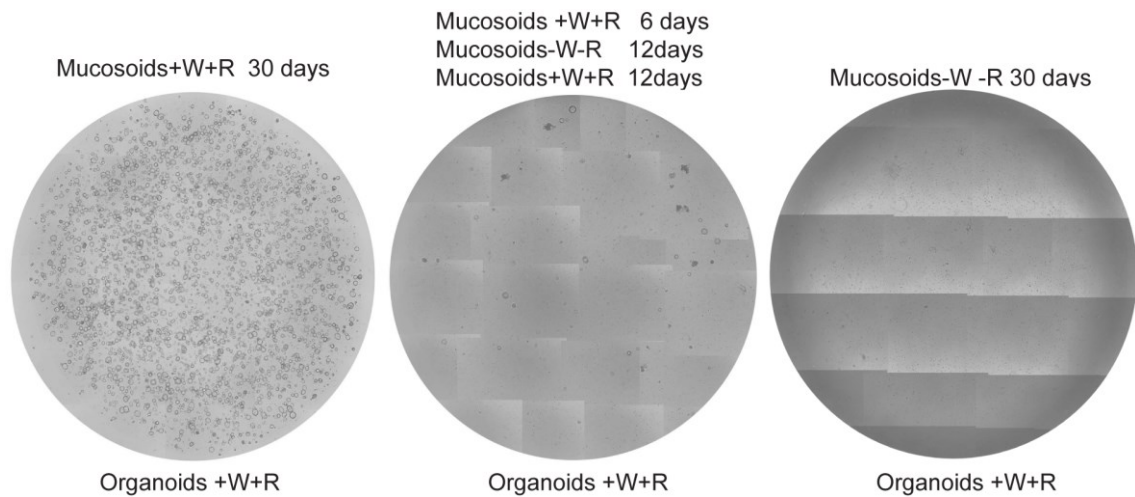 Mucosoids+W+R 30 days
Mucosoids +W+R 6 days
Mucosoids-W-R 12days
Mucosoids+W+R 12days
Mucosoids-W -R 30 days
Organoids +W+R
Organoids +W+R
Organoids +W+R